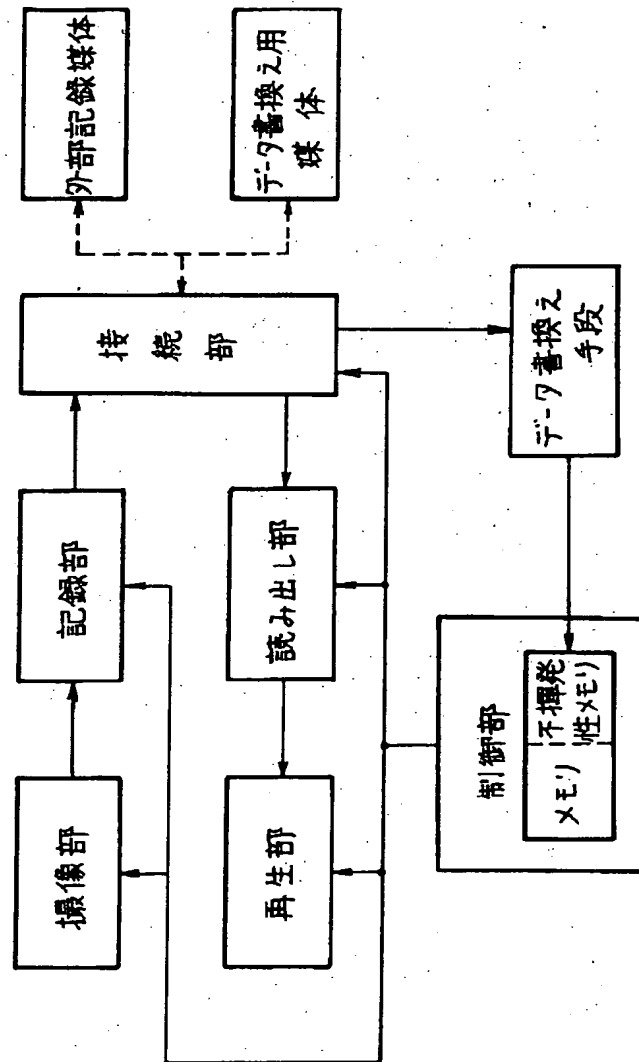 撮像部
記録部
接続部
外部記録媒体
データ書換え用
媒体
再生部
読み出し部
制御部
メモリ
不揮発
性メモリ
データ書換え
手段